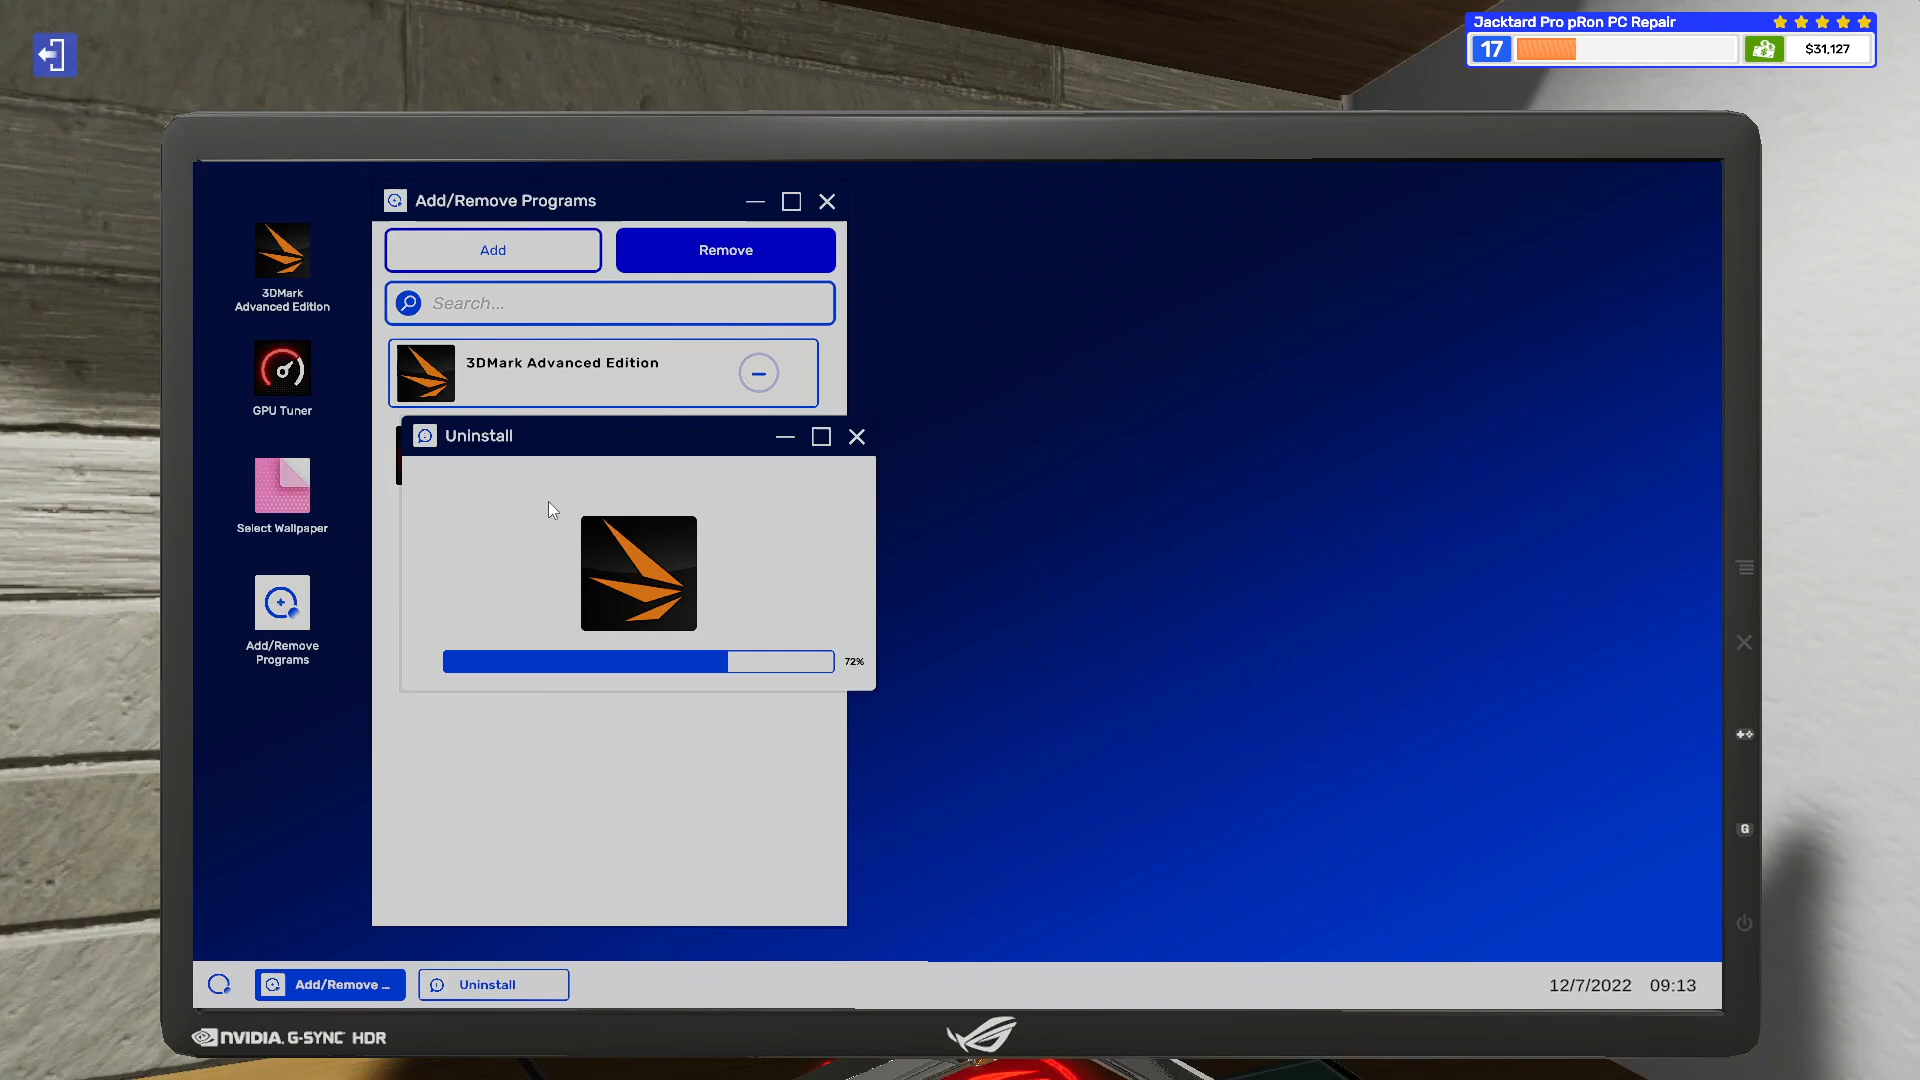 Jacktard Pro pRon PC Repair
17
$31,127
Add/Remove Programs
Add
Remove
Search...
3DMark Advanced Edition
3DMark
Advanced Edition
GPU Tuner
Select Wallpaper
Add/Remove
Programs
Uninstall
72%
Add/Remove ...
Uninstall
12/7/2022 09:13
NVIDIA. G-SYNC HDR
G